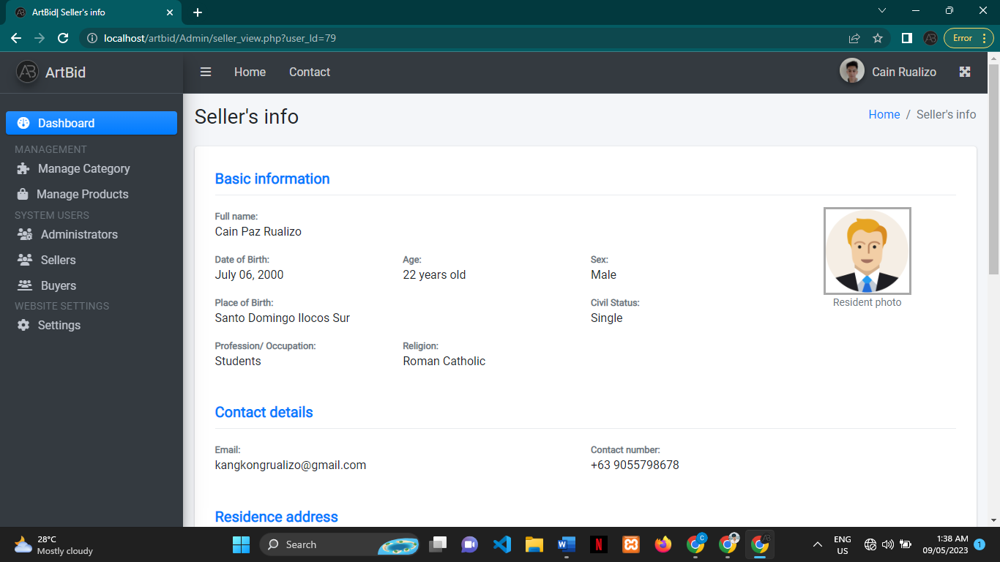 ArtBid| Seller's info
localhost/artbid/Admin/seller_view.php?user_Id=79
Error
ArtBid
Home
Contact
Cain Rualizo
Dashboard
MANAGEMENT
Manage Category
Manage Products
SYSTEM USERS
Administrators
Sellers
Buyers
WEBSITE SETTINGS
Settings
Seller's info
Home / Seller's info
Basic information
Full name:
Cain Paz Rualizo
Date of Birth: Age: Sex:
July 06, 2000 22 years old Male
Place of Birth: Civil Status:
Santo Domingo Ilocos Sur Single
Profession/ Occupation: Religion:
Students Roman Catholic
Resident photo
Contact details
Email: Contact number:
kangkongrualizo@gmail.com +63 9055798678
Residence address
28°C
Mostly cloudy
Search
ENG
US
1:38 AM
09/05/2023
1